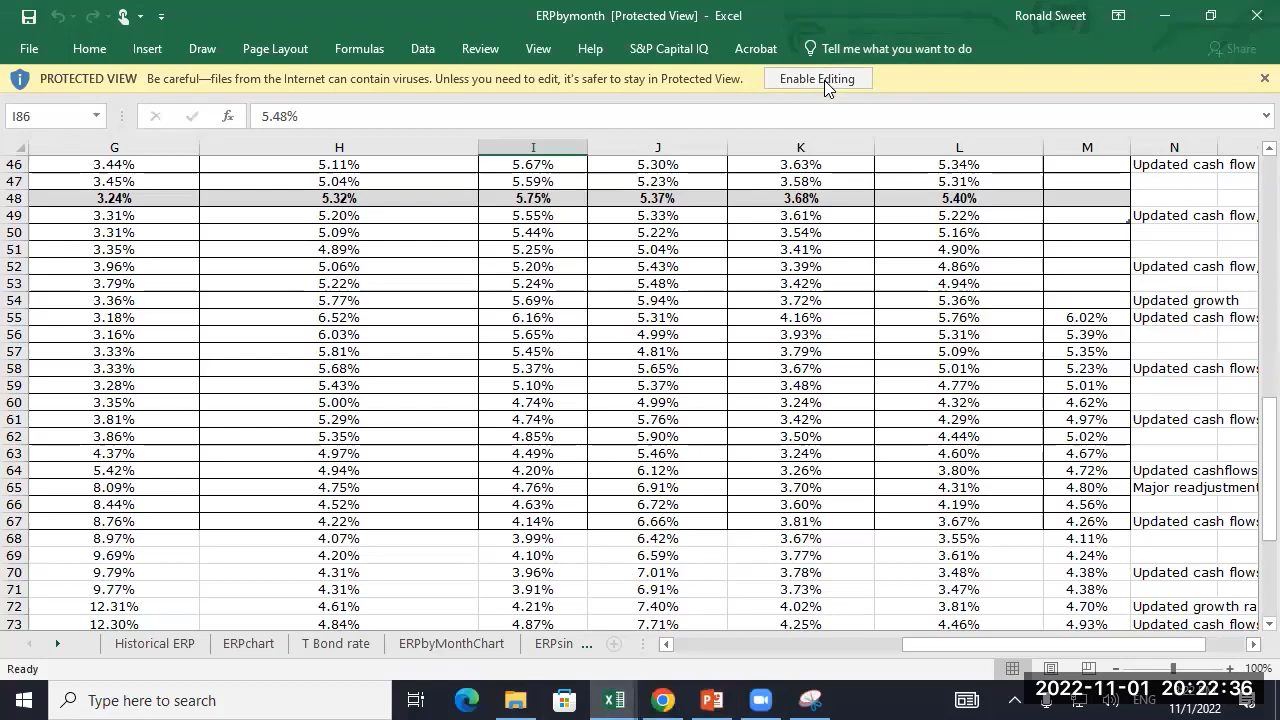 ERPbymonth [Protected View] - Excel
Ronald Sweet
File Home Insert Draw Page Layout Formulas Data Review View Help S&P Capital IQ Acrobat Tell me what you want to do Share
PROTECTED VIEW Be careful—files from the Internet can contain viruses. Unless you need to edit, it's safer to stay in Protected View. Enable Editing
I86 fx 5.48%
G H I J K L M N
46 3.44% 5.11% 5.67% 5.30% 3.63% 5.34% Updated cash flow
47 3.45% 5.04% 5.59% 5.23% 3.58% 5.31%
48 3.24% 5.32% 5.75% 5.37% 3.68% 5.40%
49 3.31% 5.20% 5.55% 5.33% 3.61% 5.22% Updated cash flow,
50 3.31% 5.09% 5.44% 5.22% 3.54% 5.16%
51 3.35% 4.89% 5.25% 5.04% 3.41% 4.90%
52 3.96% 5.06% 5.20% 5.43% 3.39% 4.86% Updated cash flow,
53 3.79% 5.22% 5.24% 5.48% 3.42% 4.94%
54 3.36% 5.77% 5.69% 5.94% 3.72% 5.36% Updated growth
55 3.18% 6.52% 6.16% 5.31% 4.16% 5.76% 6.02% Updated cash flows
56 3.16% 6.03% 5.65% 4.99% 3.93% 5.31% 5.39%
57 3.33% 5.81% 5.45% 4.81% 3.79% 5.09% 5.35%
58 3.33% 5.68% 5.37% 5.65% 3.67% 5.01% 5.23% Updated cash flows
59 3.28% 5.43% 5.10% 5.37% 3.48% 4.77% 5.01%
60 3.35% 5.00% 4.74% 4.99% 3.24% 4.32% 4.62%
61 3.81% 5.29% 4.74% 5.76% 3.42% 4.29% 4.97% Updated cash flows
62 3.86% 5.35% 4.85% 5.90% 3.50% 4.44% 5.02%
63 4.37% 4.97% 4.49% 5.46% 3.24% 4.60% 4.67%
64 5.42% 4.94% 4.20% 6.12% 3.26% 3.80% 4.72% Updated cashflows
65 8.09% 4.75% 4.76% 6.91% 3.70% 4.31% 4.80% Major readjustment
66 8.44% 4.52% 4.63% 6.72% 3.60% 4.19% 4.56%
67 8.76% 4.22% 4.14% 6.66% 3.81% 3.67% 4.26% Updated cash flows
68 8.97% 4.07% 3.99% 6.42% 3.67% 3.55% 4.11%
69 9.69% 4.20% 4.10% 6.59% 3.77% 3.61% 4.24%
70 9.79% 4.31% 3.96% 7.01% 3.78% 3.48% 4.38% Updated cash flows
71 9.77% 4.31% 3.91% 6.91% 3.73% 3.47% 4.38%
72 12.31% 4.61% 4.21% 7.40% 4.02% 3.81% 4.70% Updated growth ra
73 12.30% 4.84% 4.87% 7.71% 4.25% 4.46% 4.93% Updated cash flows
Historical ERP ERPchart T Bond rate ERPbyMonthChart ERPsin ...
Ready 100%
Type here to search
2022-11-01 20:22:36
ENG
11/1/2022